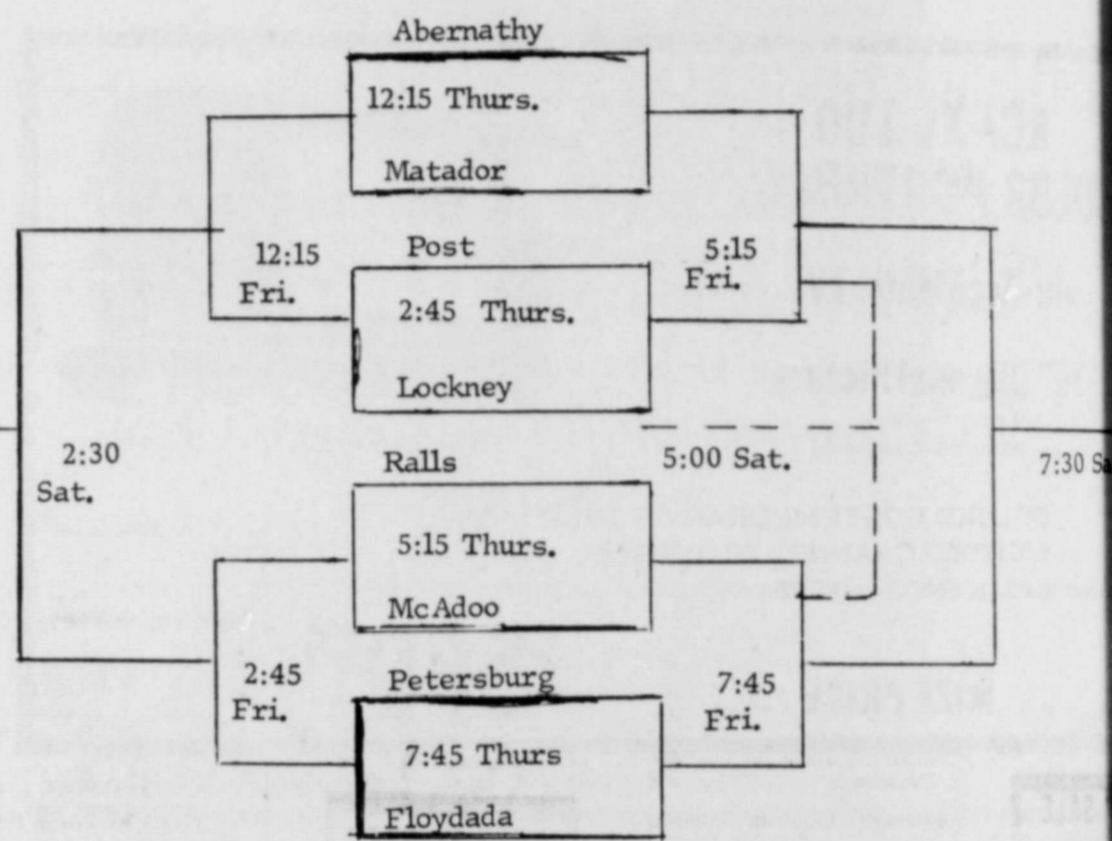 Abernathy
12:15 Thurs.
Matador
12:15
Fri.
Post
2:45 Thurs.
Lockney
5:15
Fri.
2:30
Sat.
Ralls
5:00 Sat.
7:30 Sa
5:15 Thurs.
McAdoo
2:45
Fri.
Petersburg
7:45 Thurs
Floydada
7:45
Fri.